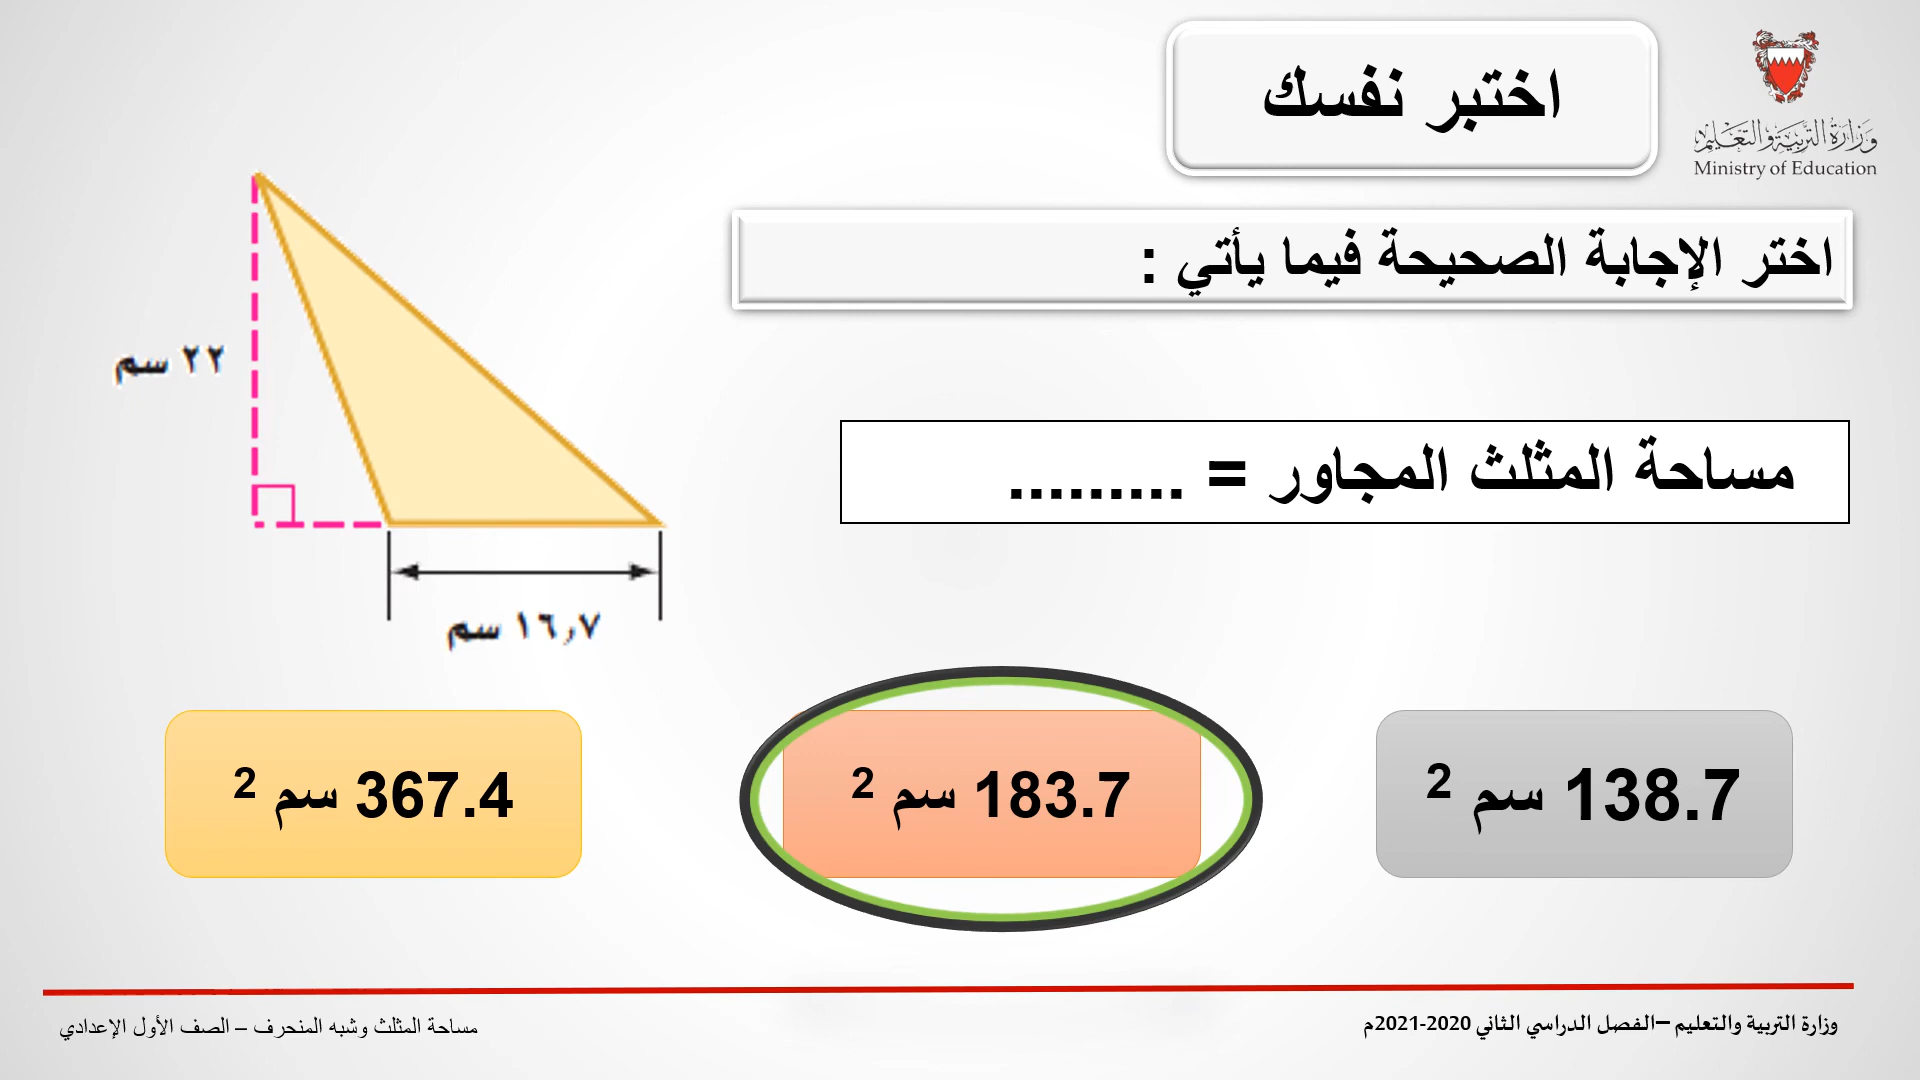 وزارة التربية والتعليم
Ministry of Education
اختبر نفسك
اختر الإجابة الصحيحة فيما يأتي :
٢٢ سم
مساحة المثلث المجاور = .........
١٦٫٧ سم
138.7 سم 2
183.7 سم 2
367.4 سم 2
وزارة التربية والتعليم –الفصل الدراسي الثاني 2020-2021م
مساحة المثلث وشبه المنحرف – الصف الأول الإعدادي